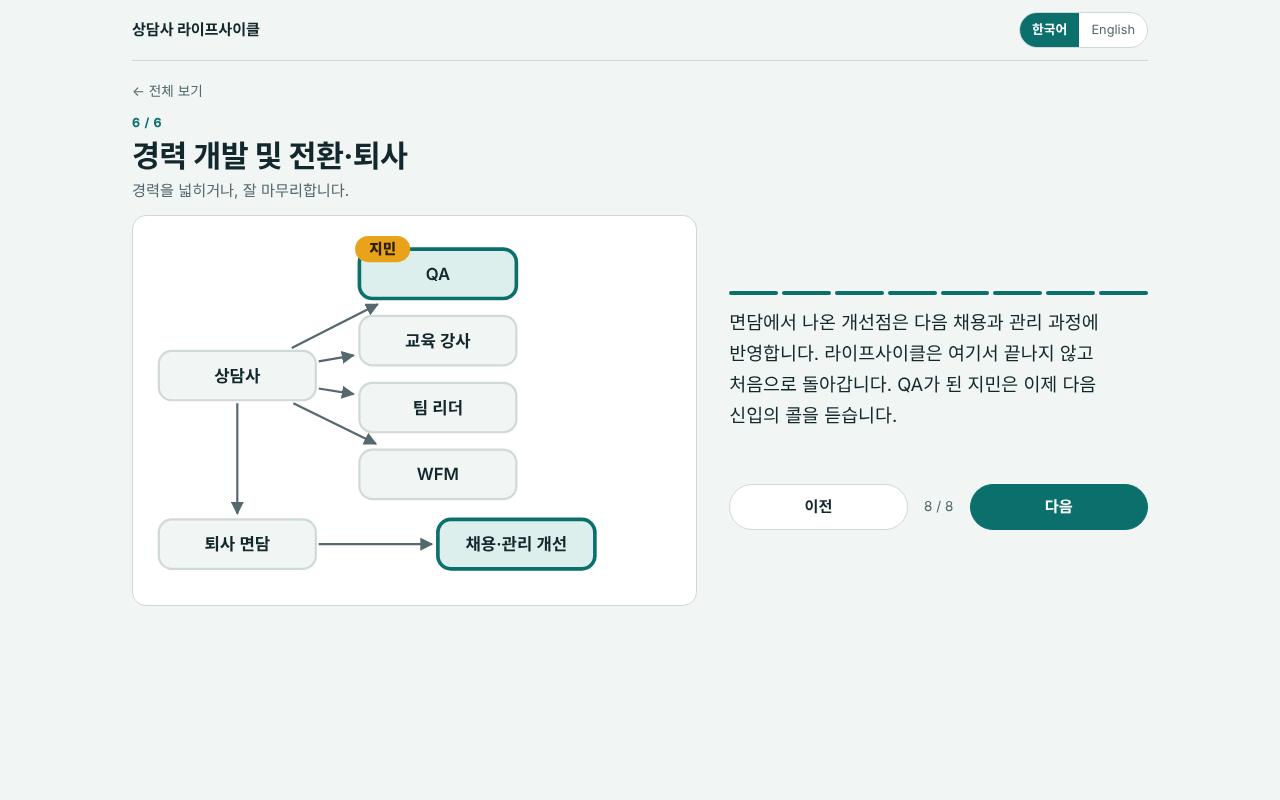 상담사 라이프사이클
한국어
English
← 전체 보기
6 / 6
경력 개발 및 전환·퇴사
경력을 넓히거나, 잘 마무리합니다.
지민
QA
교육 강사
상담사
팀 리더
WFM
퇴사 면담
채용·관리 개선
면담에서 나온 개선점은 다음 채용과 관리 과정에
반영합니다. 라이프사이클은 여기서 끝나지 않고
처음으로 돌아갑니다. QA가 된 지민은 이제 다음
신입의 콜을 듣습니다.
이전
8 / 8
다음